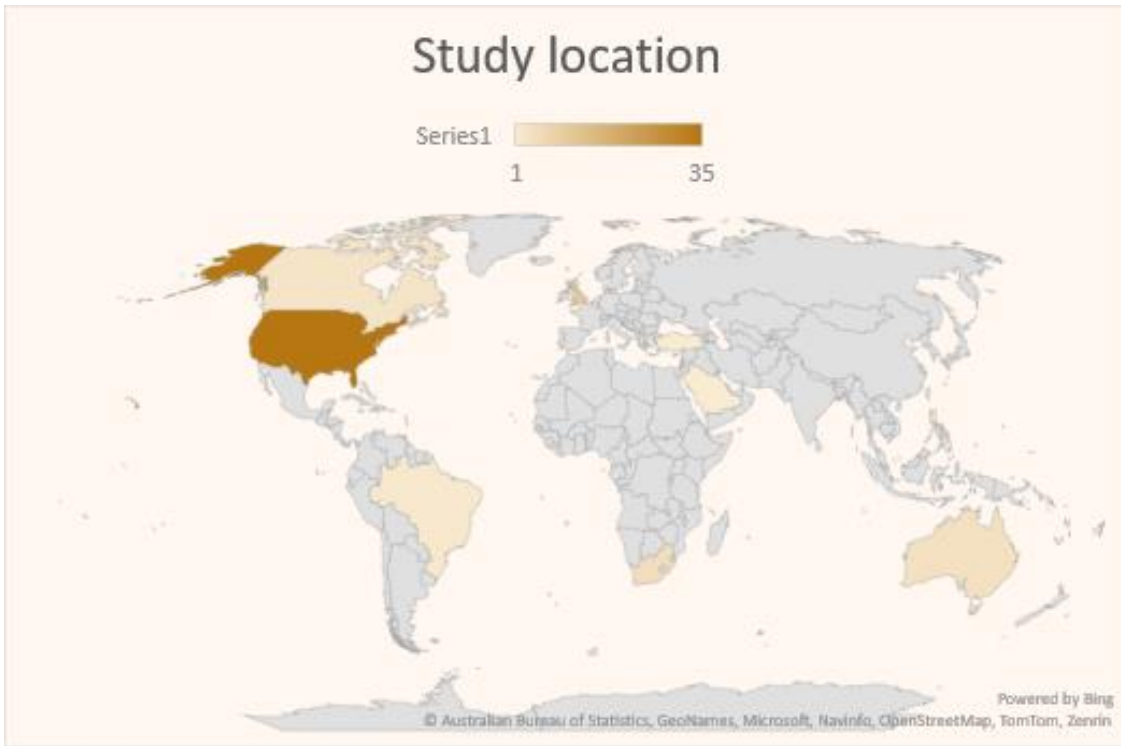 Study location
Series1
1 35
Powered by Bing
© Australian Bureau of Statistics, GeoNames, Microsoft, Navinfo, OpenStreetMap, TomTom, Zenrin